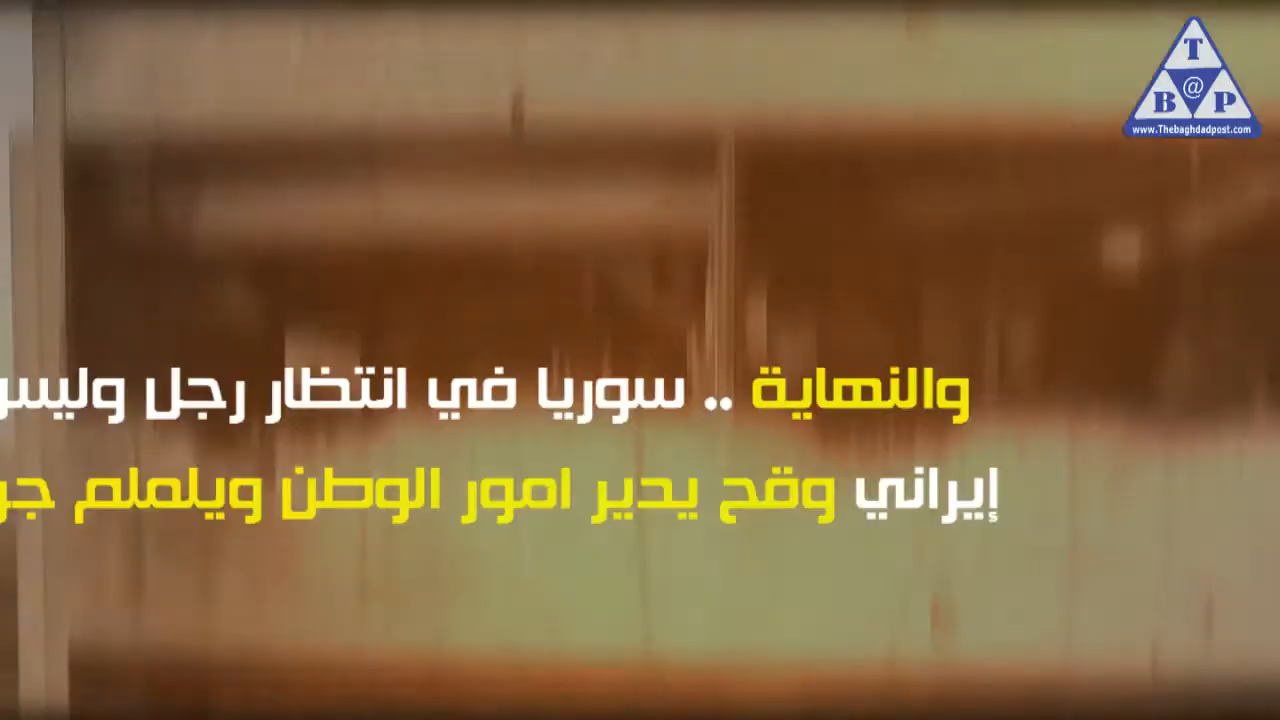 T
@
B P
www.Thebaghdadpost.com
والنهاية .. سوريا في انتظار رجل وليس
إيراني وقح يدير امور الوطن ويلملم